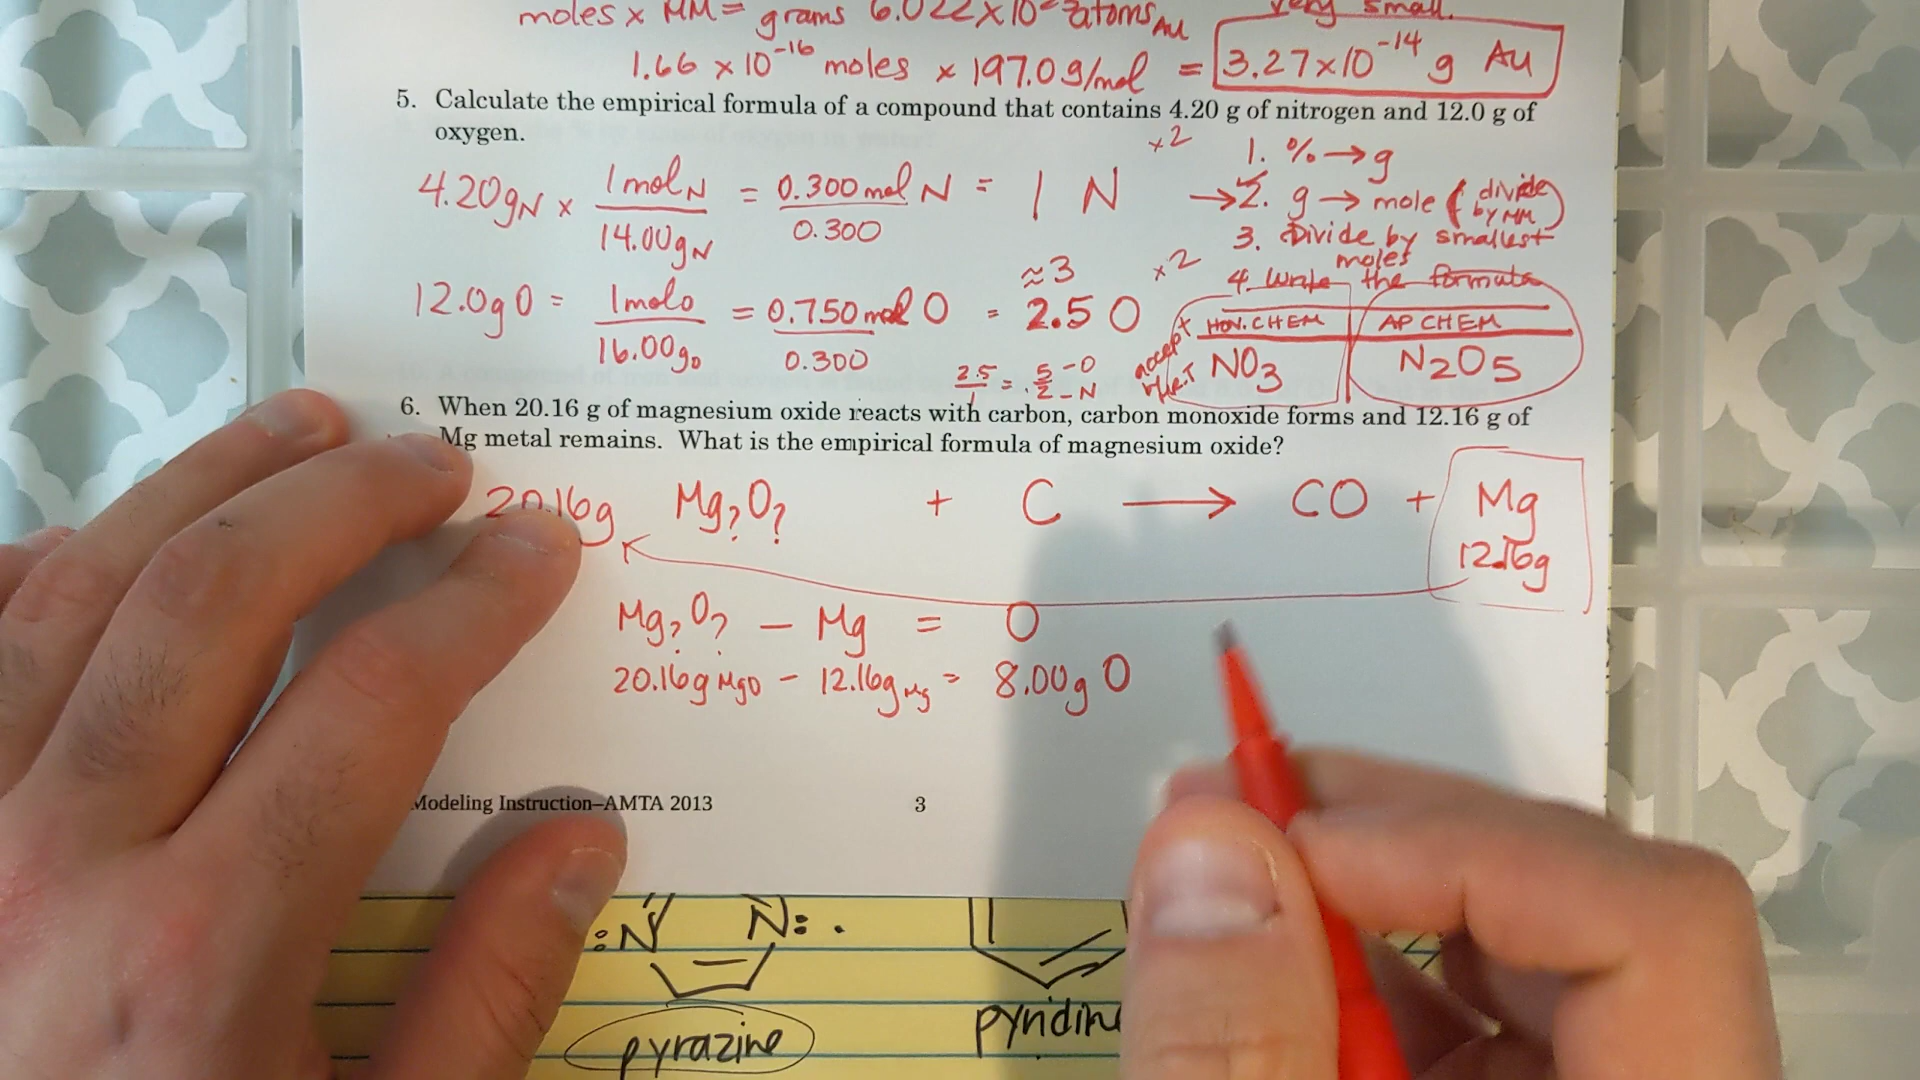 moles x MM = grams 6.022x10 atoms Au very small.
1.66 x 10^-16 moles x 197.0g/mol = 3.27x10^-14 g Au
5. Calculate the empirical formula of a compound that contains 4.20 g of nitrogen and 12.0 g of
oxygen.
x2
1. %→g
4.20gN x 1molN / 14.00gN = 0.300mol N / 0.300 = 1 N
→2. g → mole (divide by MM)
3. Divide by smallest
moles
4. Write the formula
≈3 x2
12.0gO = 1molO / 16.00gO = 0.750mol O / 0.300 = 2.5 O
HON. CHEM AP CHEM
accept
NO3 N2O5
2.5/1 = 5/2 -O -N
6. When 20.16 g of magnesium oxide reacts with carbon, carbon monoxide forms and 12.16 g of
Mg metal remains. What is the empirical formula of magnesium oxide?
20.16g Mg?O? + C → CO + Mg
12.16g
Mg?O? - Mg = O
20.16g MgO - 12.16g Mg = 8.00g O
Modeling Instruction–AMTA 2013 3
:N N: .
pyrazine pyridin